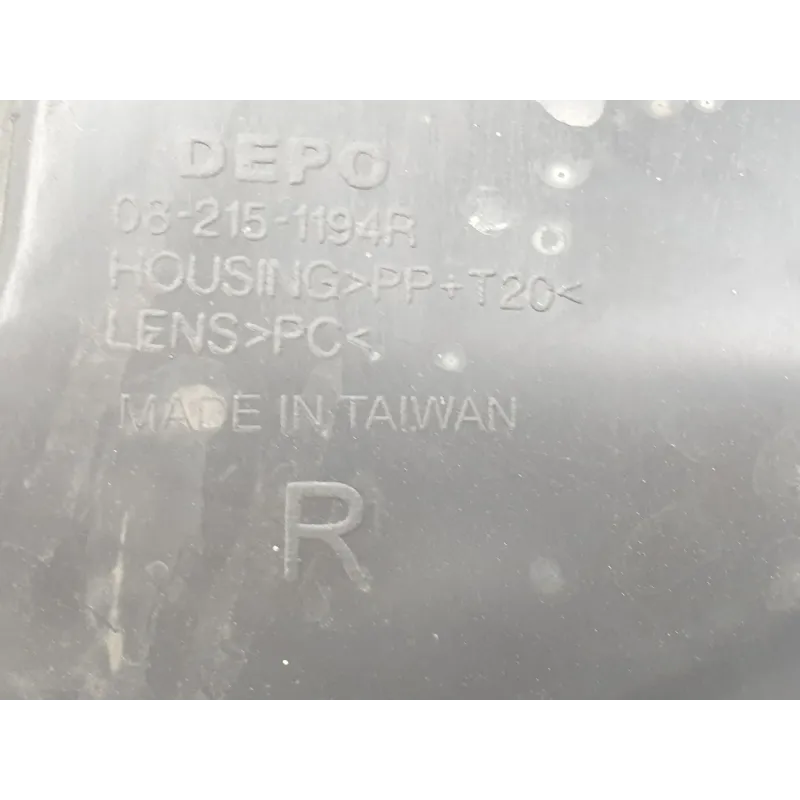 DEPO
08-215-1194R
HOUSING>PP+T20<
LENS>PC<
MADE IN TAIWAN
R